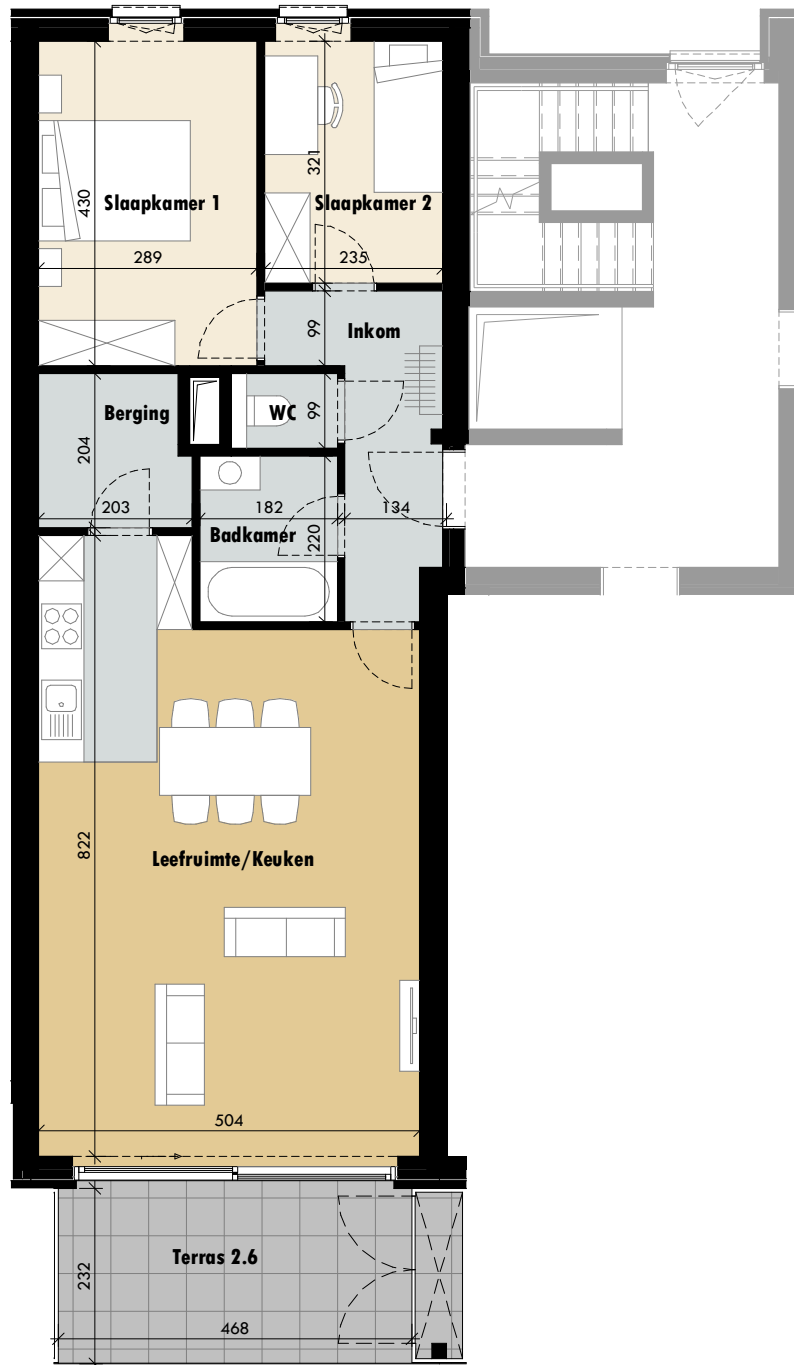 321
430
Slaapkamer 1
Slaapkamer 2
289
235
99
Inkom
Berging
WC
99
204
203
182
134
Badkamer
220
822
Leefruimte/Keuken
504
Terras 2.6
232
468